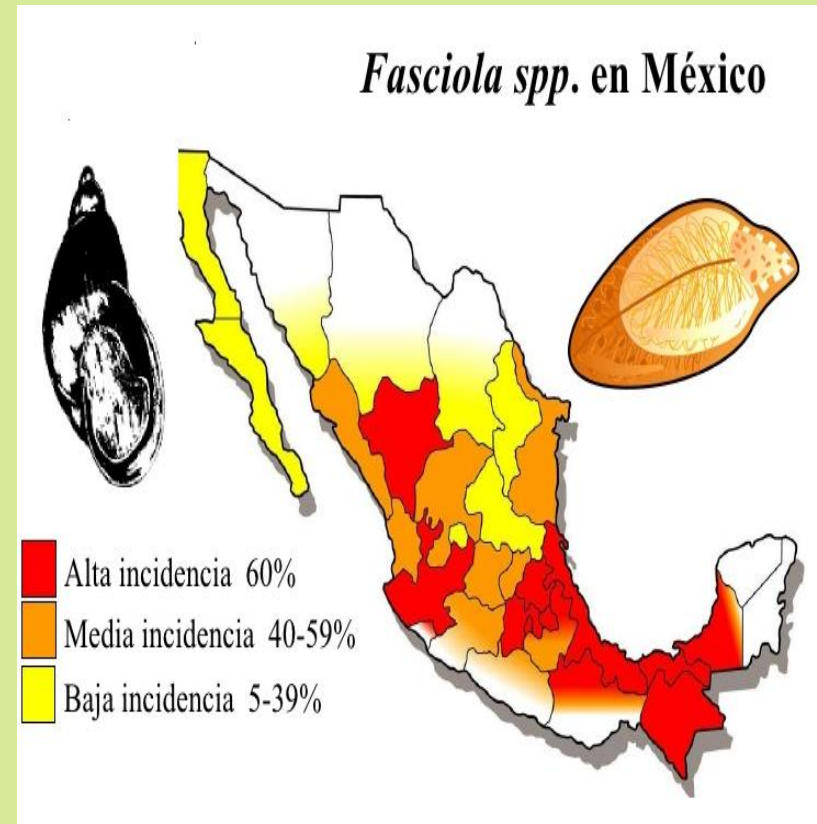 Fasciola spp. en México
Alta incidencia 60%
Media incidencia 40-59%
Baja incidencia 5-39%